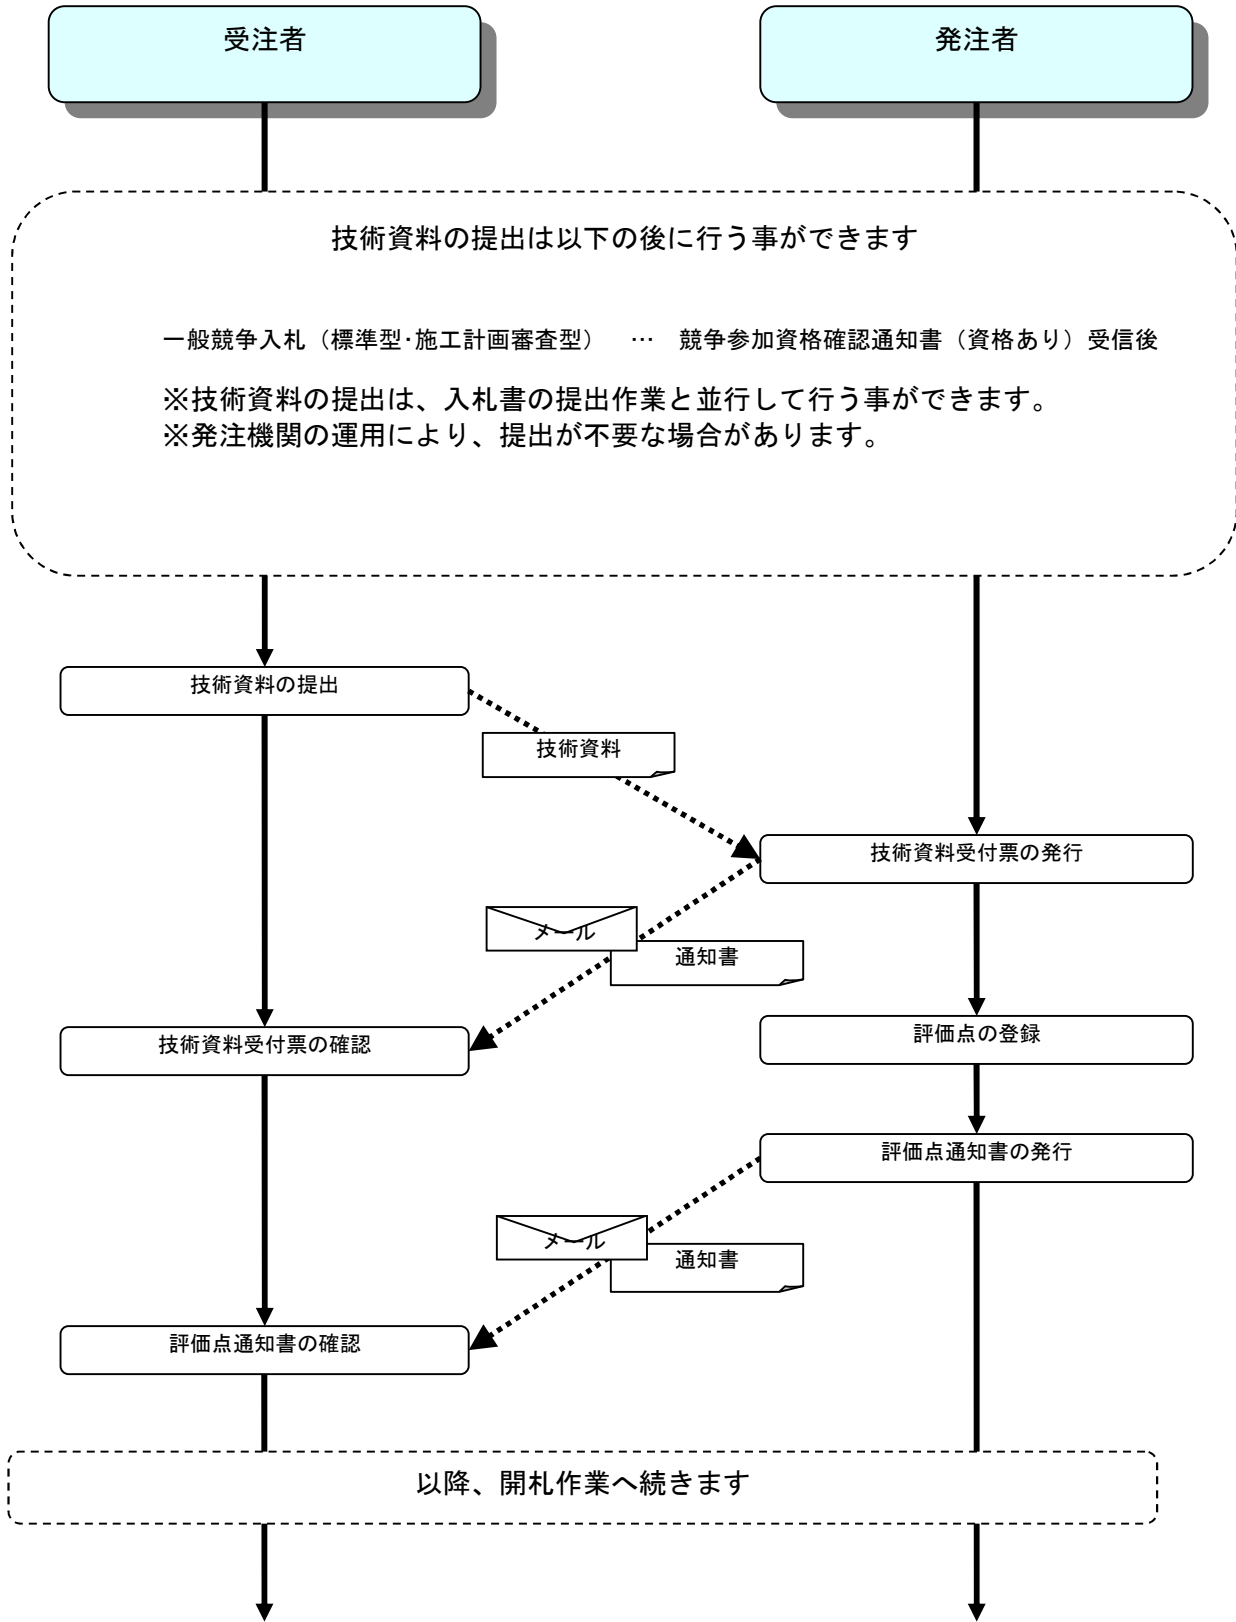 受注者
発注者
技術資料の提出は以下の後に行う事ができます
一般競争入札（標準型･施工計画審査型）　…　競争参加資格確認通知書（資格あり）受信後
※技術資料の提出は、入札書の提出作業と並行して行う事ができます。
※発注機関の運用により、提出が不要な場合があります。
技術資料の提出
技術資料
技術資料受付票の発行
メール
通知書
技術資料受付票の確認
評価点の登録
評価点通知書の発行
メール
通知書
評価点通知書の確認
以降、開札作業へ続きます